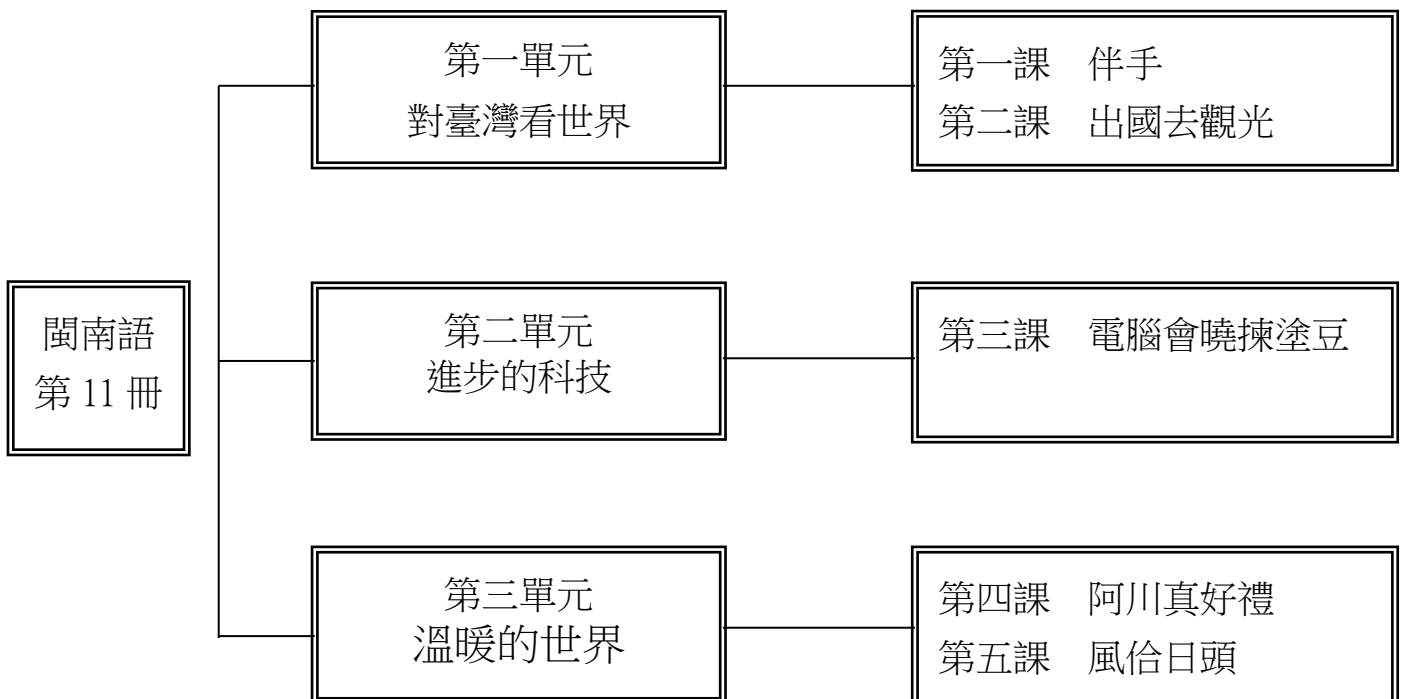 第一單元
對臺灣看世界
第一課　伴手
第二課　出國去觀光
閩南語
第 11 冊
第二單元
進步的科技
第三課　電腦會曉揀塗豆
第三單元
溫暖的世界
第四課　阿川真好禮
第五課　風佮日頭